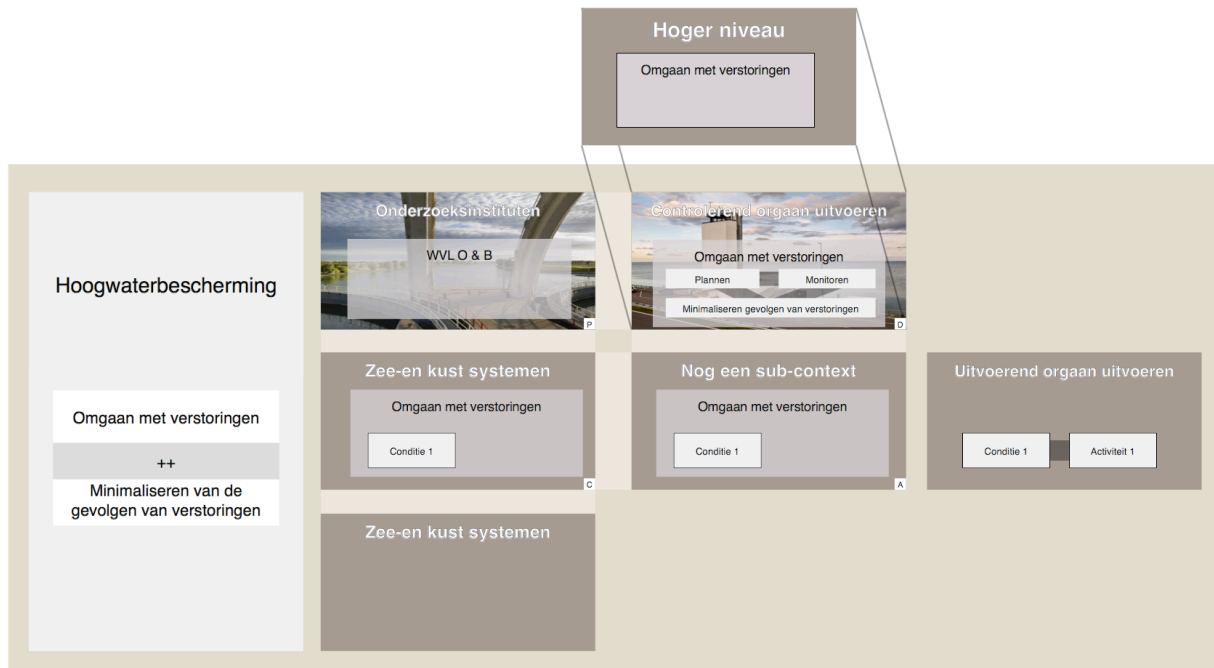 Hoger niveau
Omgaan met verstoringen
Hoogwaterbescherming
Omgaan met verstoringen
++
Minimaliseren van de
gevolgen van verstoringen
Onderzoeksinstituten
WVL O & B
P
Controlerend orgaan uitvoeren
Omgaan met verstoringen
Plannen
Monitoren
Minimaliseren gevolgen van verstoringen
D
Zee-en kust systemen
Omgaan met verstoringen
Conditie 1
C
Nog een sub-context
Omgaan met verstoringen
Conditie 1
A
Uitvoerend orgaan uitvoeren
Conditie 1
Activiteit 1
Zee-en kust systemen